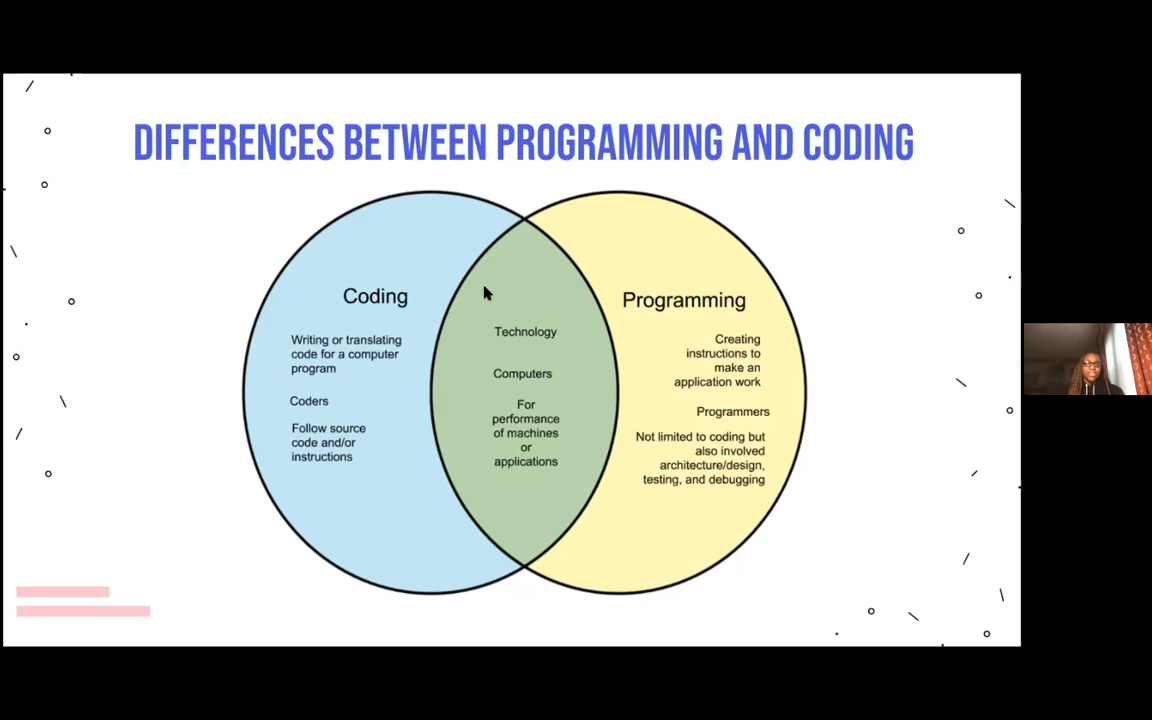 DIFFERENCES BETWEEN PROGRAMMING AND CODING
Coding
Writing or translating
code for a computer
program
Coders
Follow source
code and/or
instructions
Technology
Computers
For
performance
of machines
or
applications
Programming
Creating
instructions to
make an
application work
Programmers
Not limited to coding but
also involved
architecture/design,
testing, and debugging